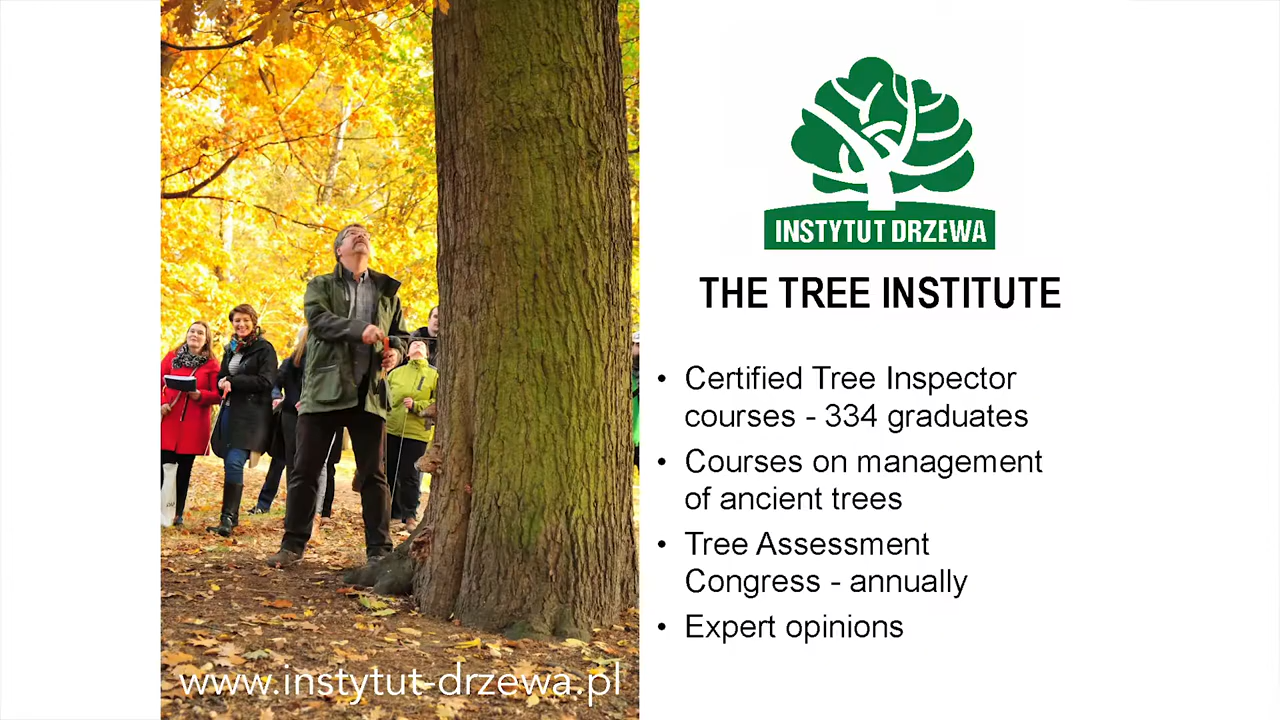 INSTYTUT DRZEWA
THE TREE INSTITUTE
• Certified Tree Inspector
courses - 334 graduates
• Courses on management
of ancient trees
• Tree Assessment
Congress - annually
• Expert opinions
www.instytut-drzewa.pl